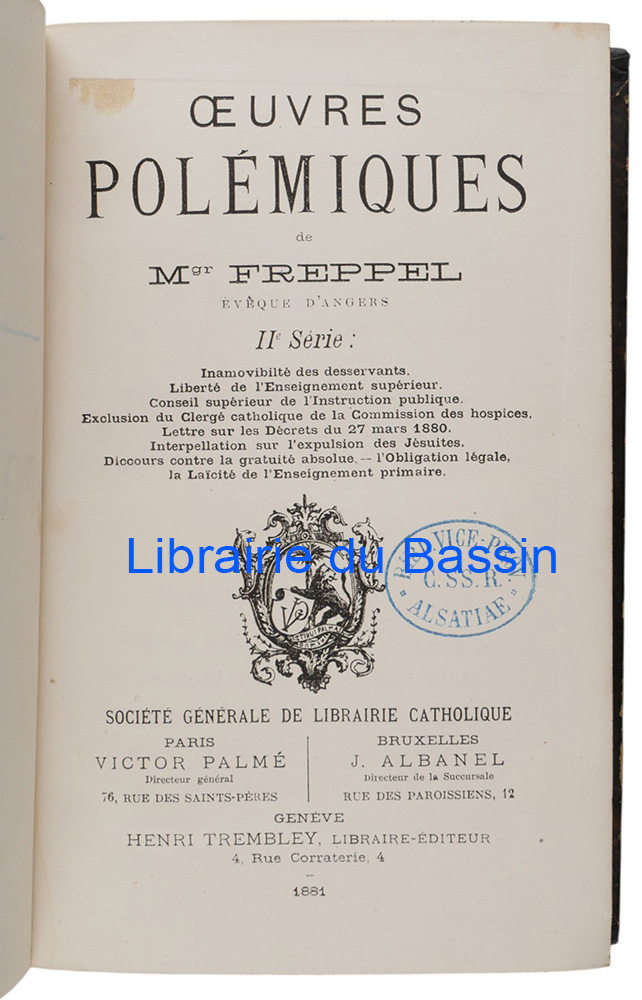 ŒUVRES
POLÉMIQUES
de
Mgr FREPPEL
ÉVÊQUE D'ANGERS
IIe Série :
Inamovibilté des desservants.
Liberté de l'Enseignement supérieur.
Conseil supérieur de l'Instruction publique.
Exclusion du Clergé catholique de la Commission des hospices.
Lettre sur les Décrets du 27 mars 1880.
Interpellation sur l'expulsion des Jésuites.
Diccours contre la gratuité absolue, — l'Obligation légale,
la Laïcité de l'Enseignement primaire.
Librairie du Bassin
VICE-
C. SS. R.
ALSATIAE
VP
SOCIÉTÉ GÉNÉRALE DE LIBRAIRIE CATHOLIQUE
PARIS
VICTOR PALMÉ
Directeur général
76, RUE DES SAINTS-PÈRES
BRUXELLES
J. ALBANEL
Directeur de la Succursale
RUE DES PAROISSIENS, 12
GENÈVE
HENRI TREMBLEY, LIBRAIRE-ÉDITEUR
4, Rue Corraterie, 4
1881